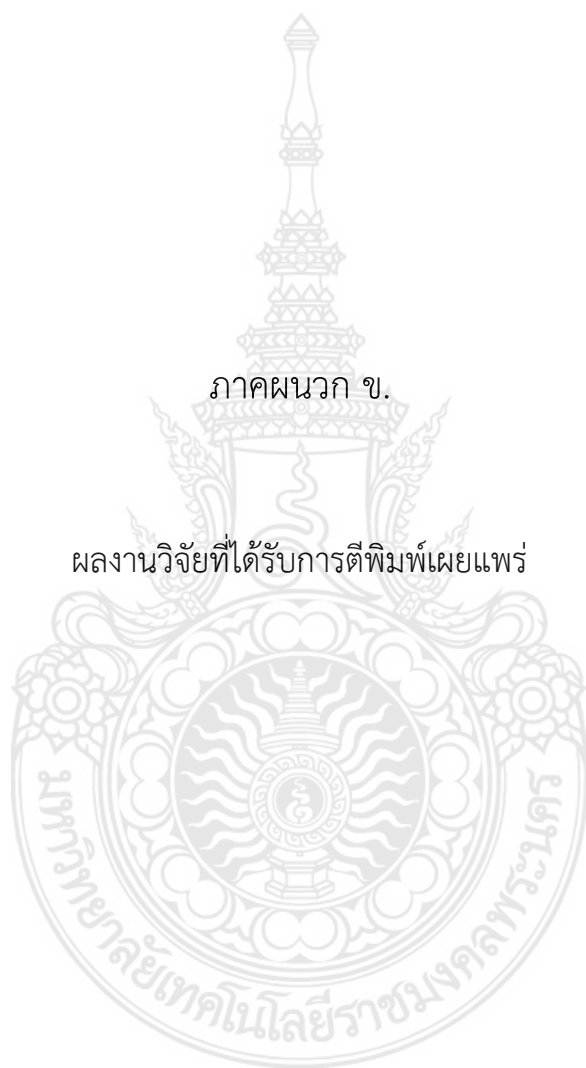 ภาคผนวก ข.
ผลงานวิจัยที่ได้รับการตีพิมพ์เผยแพร่
มหาวิทยาลัยเทคโนโลยีราชมงคลพระนคร